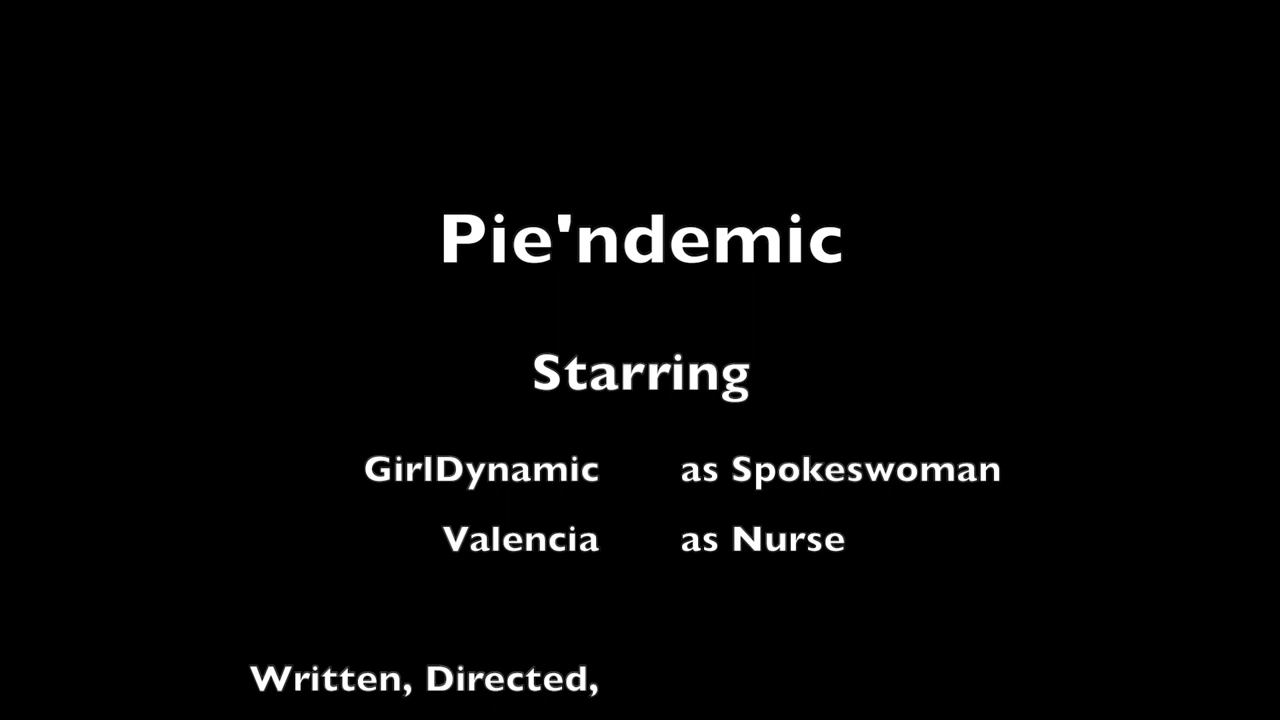 Pie'ndemic
Starring
GirlDynamic as Spokeswoman
Valencia as Nurse
Written, Directed,